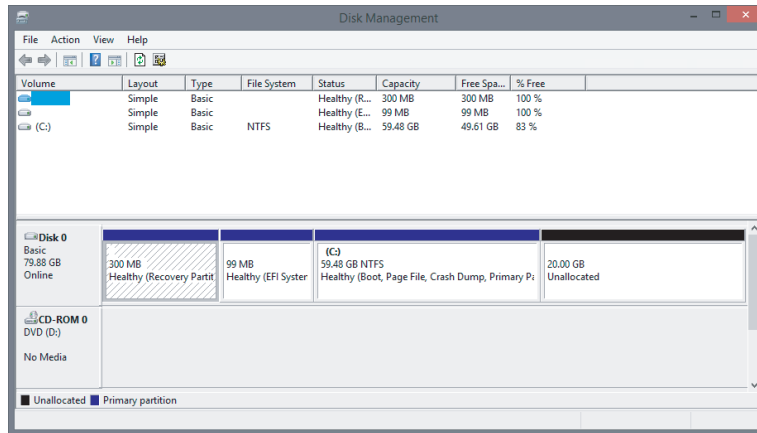 Disk Management
File Action View Help
Volume Layout Type File System Status Capacity Free Spa... % Free
Simple Basic Healthy (R... 300 MB 300 MB 100 %
Simple Basic Healthy (E... 99 MB 99 MB 100 %
(C:) Simple Basic NTFS Healthy (B... 59.48 GB 49.61 GB 83 %
Disk 0
Basic
79.88 GB
Online
300 MB
Healthy (Recovery Partit
99 MB
Healthy (EFI Syster
(C:)
59.48 GB NTFS
Healthy (Boot, Page File, Crash Dump, Primary Pa
20.00 GB
Unallocated
CD-ROM 0
DVD (D:)
No Media
Unallocated Primary partition